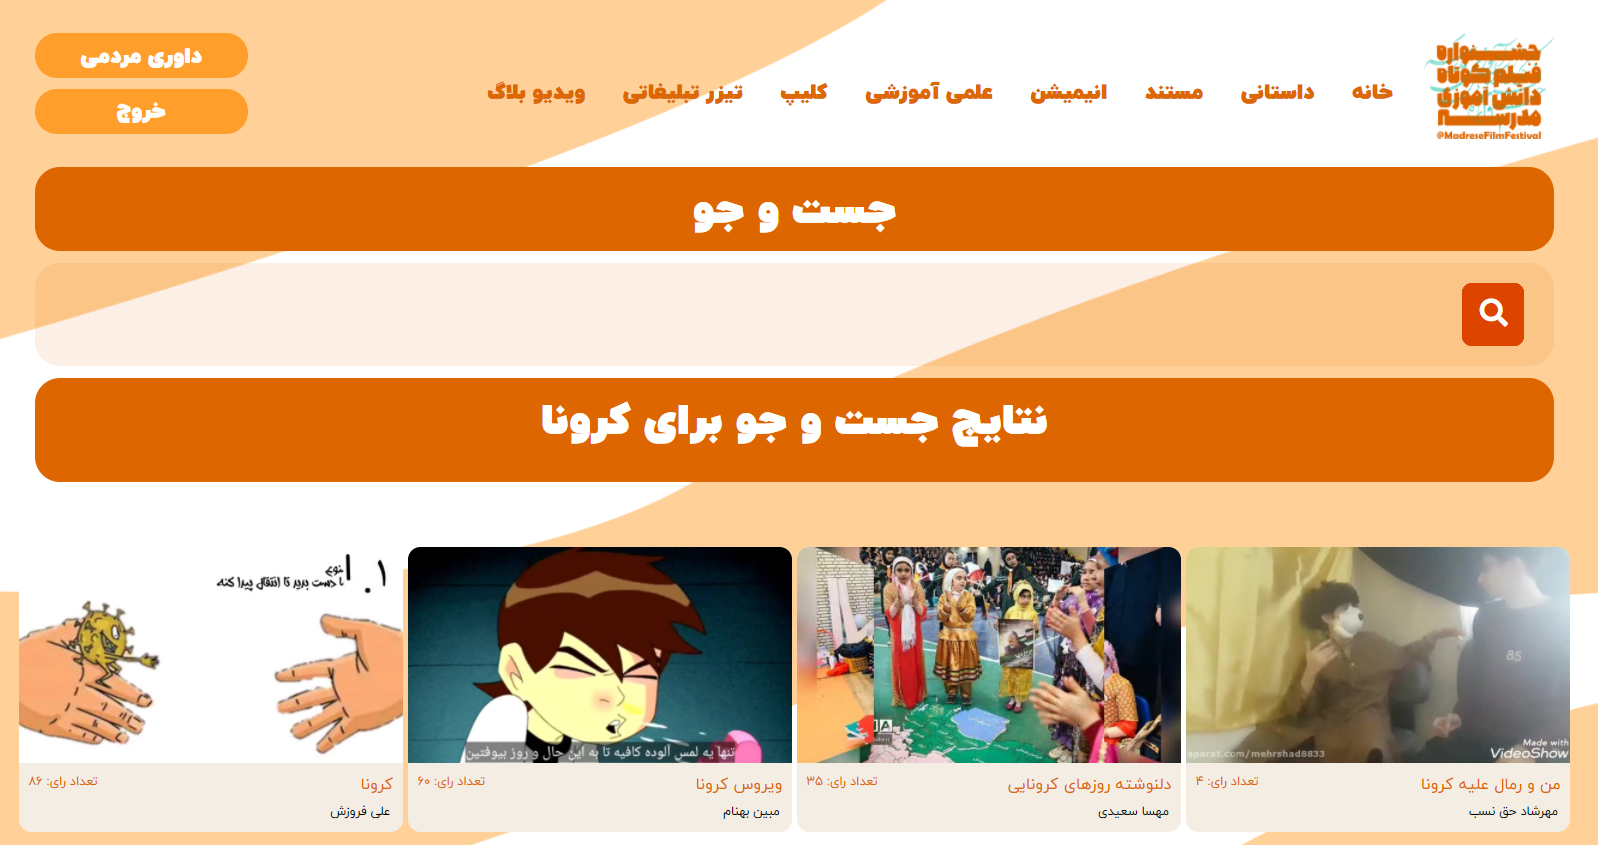 جشنواره
فیلم کوتاه
دانش آموزی
مدرسه
@MadreseFilmFestival
خانه
داستانی
مستند
انیمیشن
علمی آموزشی
کلیپ
تیزر تبلیغاتی
ویدیو بلاگ
داوری مردمی
خروج
جست و جو
نتایج جست و جو برای کرونا
85
Made with
VideoShow
aparat.com/mehrshad8833
من و رمال علیه کرونا
تعداد رای: ۴
مهرشاد حق نسب
دلنوشته روزهای کرونایی
تعداد رای: ۳۵
مهسا سعیدی
تنها یه لمس آلوده کافیه تا به این حال و روز بیوفتین
ویروس کرونا
تعداد رای: ۶۰
مبین بهنام
۱.
با دست بدید تا انتقال پیدا کنه
کرونا
تعداد رای: ۸۶
علی فروزش